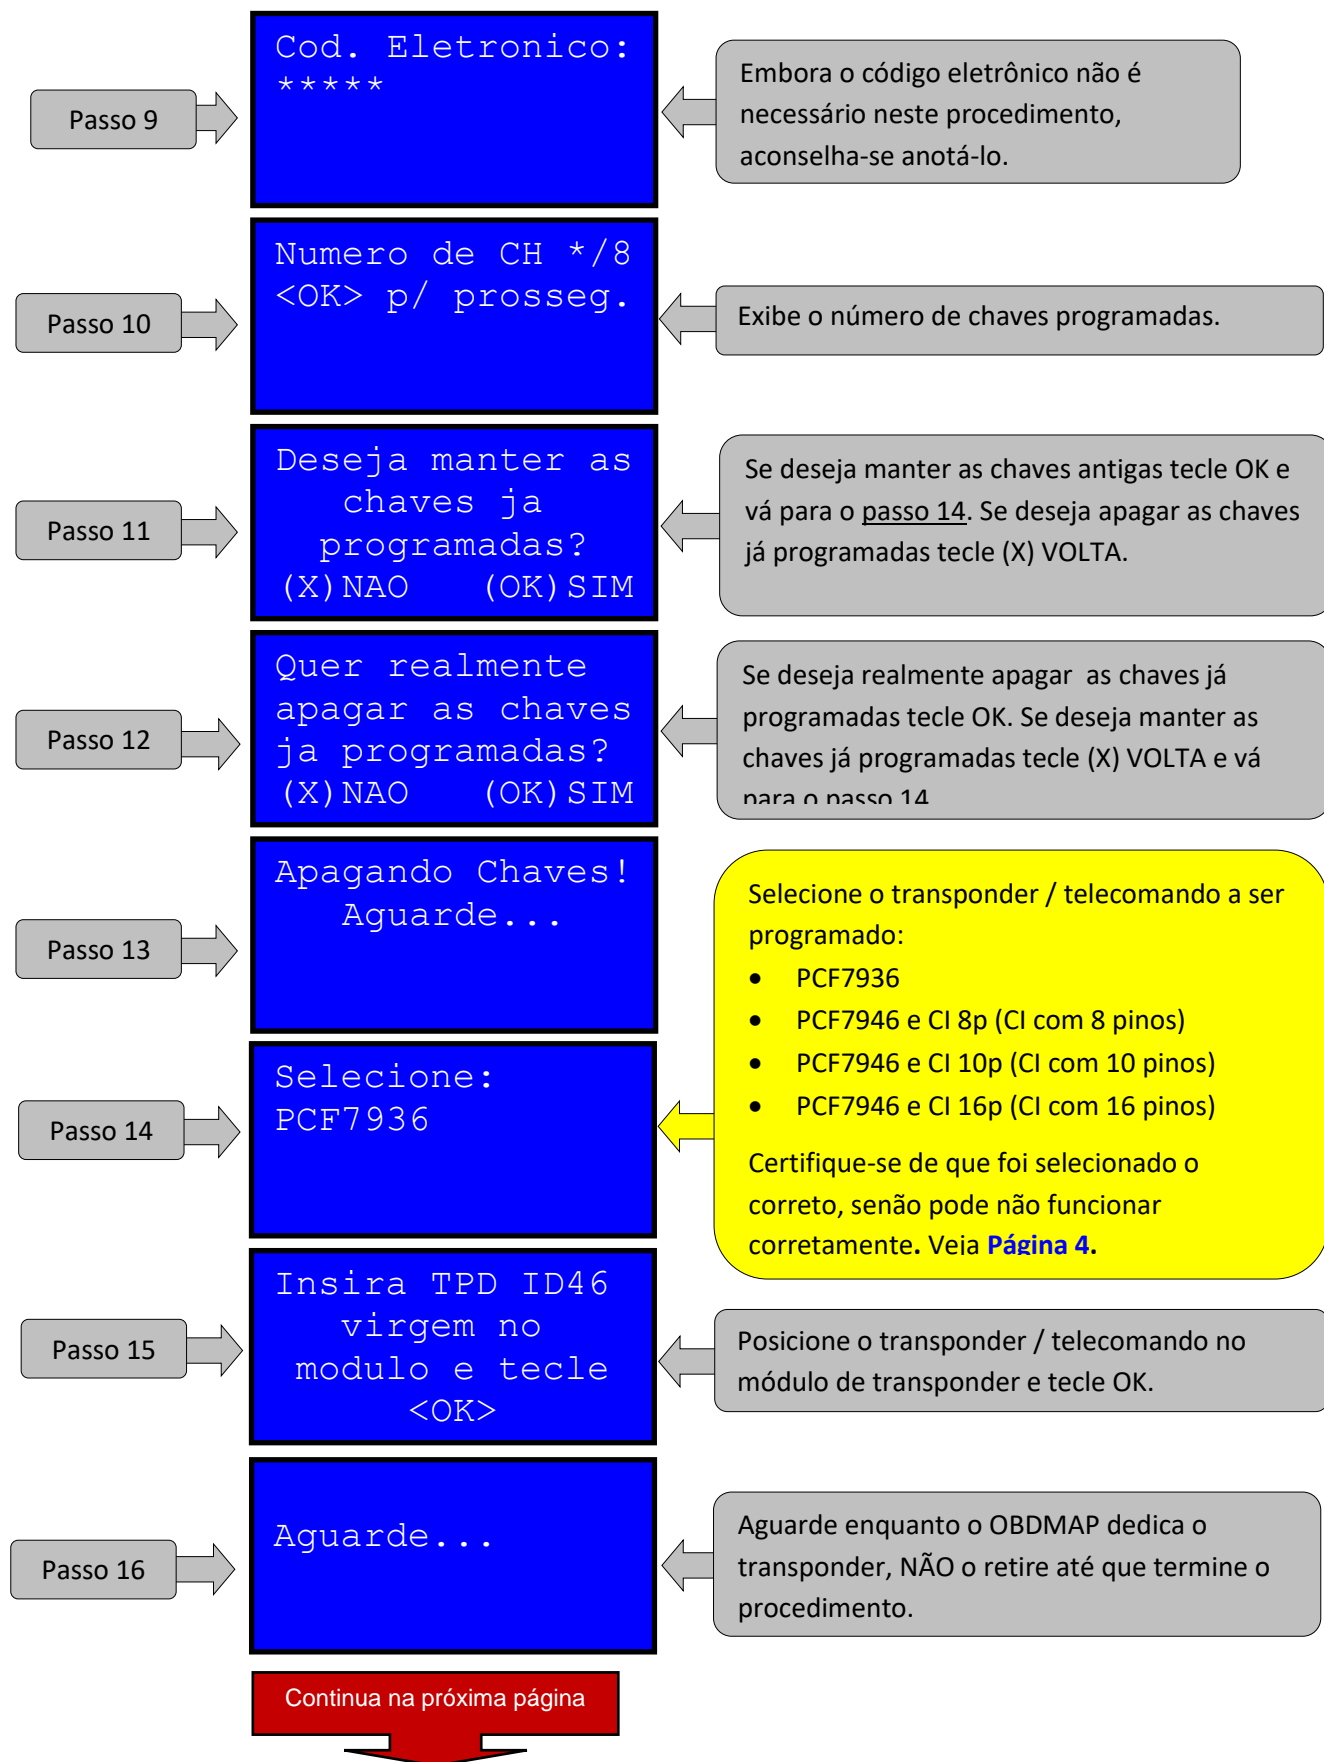 Passo 9
Cod. Eletronico:
*****
Embora o código eletrônico não é
necessário neste procedimento,
aconselha-se anotá-lo.
Passo 10
Numero de CH */8
<OK> p/ prosseg.
Exibe o número de chaves programadas.
Passo 11
Deseja manter as
chaves ja
programadas?
(X)NAO (OK)SIM
Se deseja manter as chaves antigas tecle OK e
vá para o passo 14. Se deseja apagar as chaves
já programadas tecle (X) VOLTA.
Passo 12
Quer realmente
apagar as chaves
ja programadas?
(X)NAO (OK)SIM
Se deseja realmente apagar as chaves já
programadas tecle OK. Se deseja manter as
chaves já programadas tecle (X) VOLTA e vá
para o passo 14
Passo 13
Apagando Chaves!
Aguarde...
Passo 14
Selecione:
PCF7936
Selecione o transponder / telecomando a ser
programado:
• PCF7936
• PCF7946 e CI 8p (CI com 8 pinos)
• PCF7946 e CI 10p (CI com 10 pinos)
• PCF7946 e CI 16p (CI com 16 pinos)
Certifique-se de que foi selecionado o
correto, senão pode não funcionar
corretamente. Veja Página 4.
Passo 15
Insira TPD ID46
virgem no
modulo e tecle
<OK>
Posicione o transponder / telecomando no
módulo de transponder e tecle OK.
Passo 16
Aguarde...
Aguarde enquanto o OBDMAP dedica o
transponder, NÃO o retire até que termine o
procedimento.
Continua na próxima página